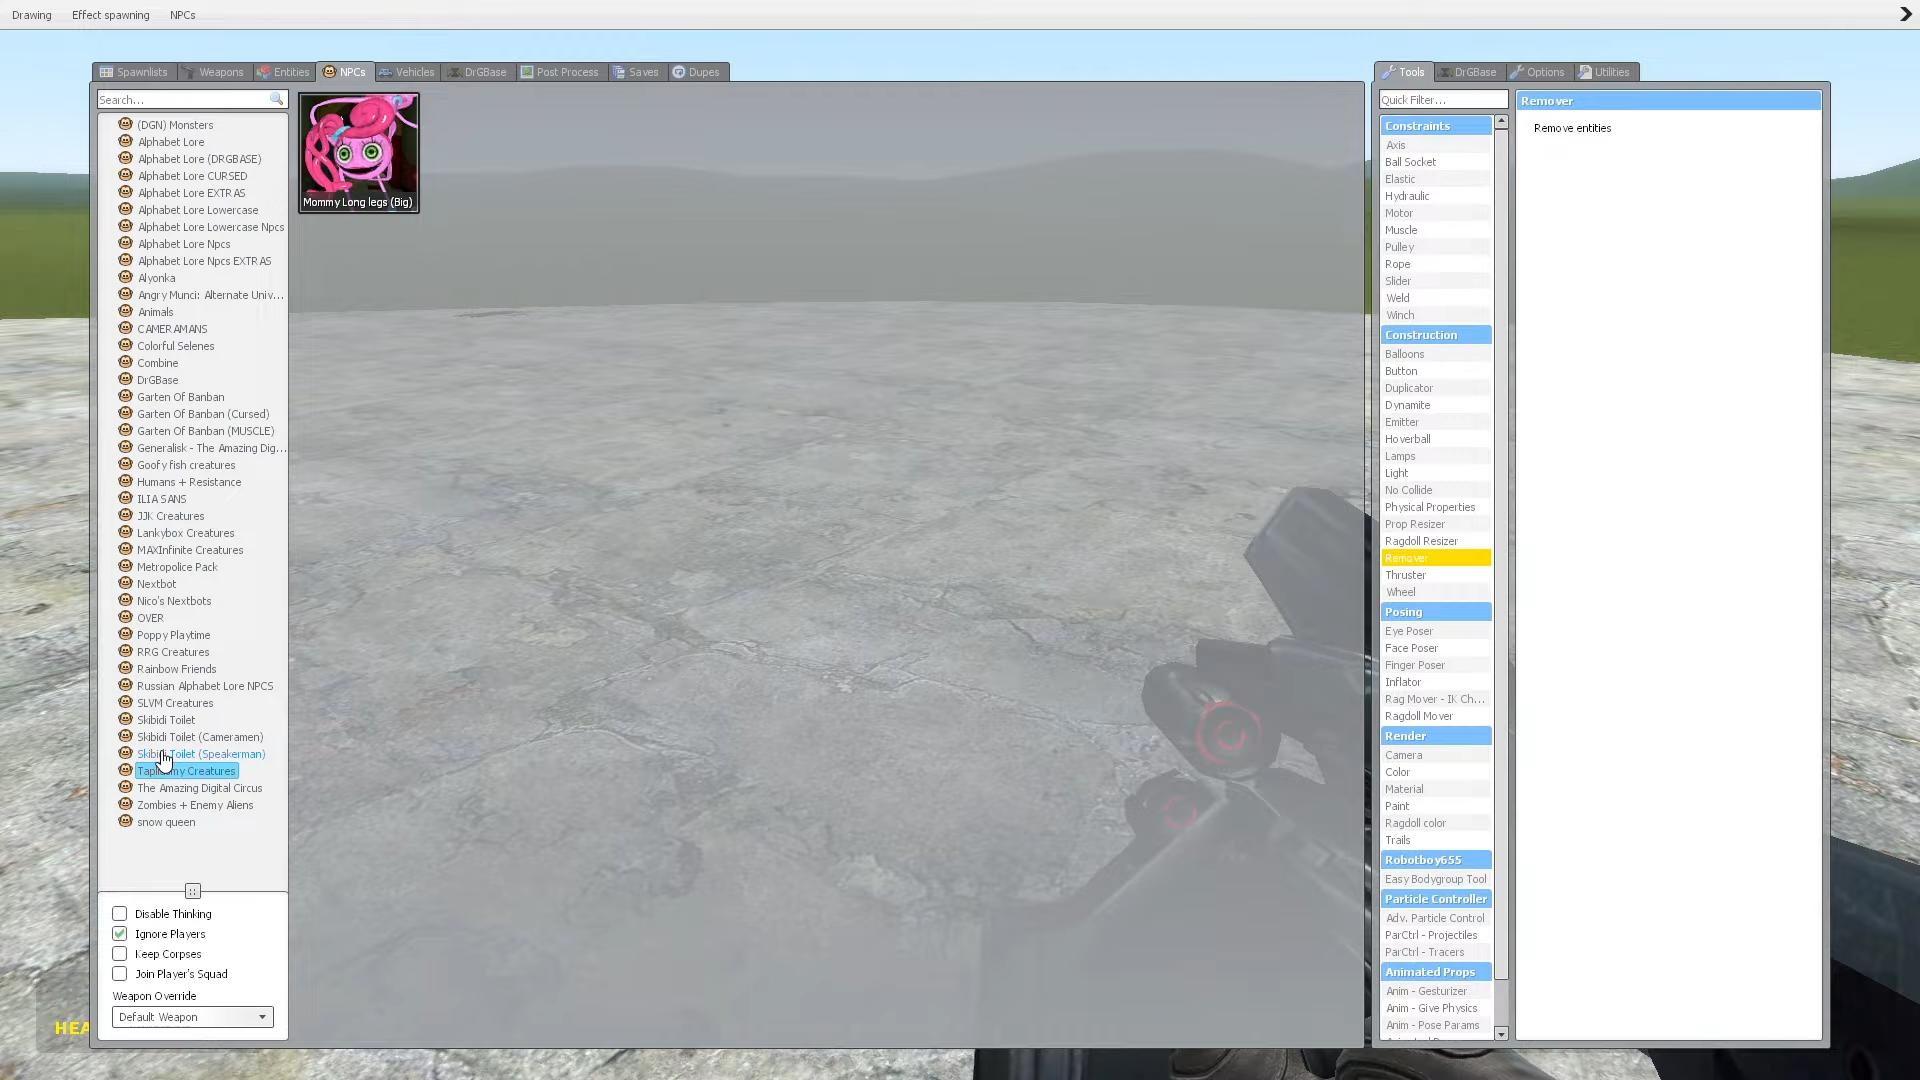 Drawing Effect spawning NPCs
Spawnlists Weapons Entities NPCs Vehicles DrGBase Post Process Saves Dupes
Search...
(DGN) Monsters
Alphabet Lore
Alphabet Lore (DRGBASE)
Alphabet Lore CURSED
Alphabet Lore EXTRAS
Alphabet Lore Lowercase
Alphabet Lore Lowercase Npcs
Alphabet Lore Npcs
Alphabet Lore Npcs EXTRAS
Alyonka
Angry Munci: Alternate Univ...
Animals
CAMERAMANS
Colorful Selenes
Combine
DrGBase
Garten Of Banban
Garten Of Banban (Cursed)
Garten Of Banban (MUSCLE)
Generalisk - The Amazing Dig...
Goofy fish creatures
Humans + Resistance
ILIA SANS
JJK Creatures
Lankybox Creatures
MAXInfinite Creatures
Metropolice Pack
Nextbot
Nico's Nextbots
OVER
Poppy Playtime
RRG Creatures
Rainbow Friends
Russian Alphabet Lore NPCS
SLVM Creatures
Skibidi Toilet
Skibidi Toilet (Cameramen)
Skibidi Toilet (Speakerman)
Creatures
The Amazing Digital Circus
Zombies + Enemy Aliens
snow queen
Disable Thinking
Ignore Players
Keep Corpses
Join Player's Squad
Weapon Override
Default Weapon
HEA
Mommy Long legs (Big)
Tools DrGBase Options Utilities
Quick Filter...
Constraints
Axis
Ball Socket
Elastic
Hydraulic
Motor
Muscle
Pulley
Rope
Slider
Weld
Winch
Construction
Balloons
Button
Duplicator
Dynamite
Emitter
Hoverball
Lamps
Light
No Collide
Physical Properties
Prop Resizer
Ragdoll Resizer
Remover
Thruster
Wheel
Posing
Eye Poser
Face Poser
Finger Poser
Inflator
Rag Mover - IK Ch...
Ragdoll Mover
Render
Camera
Color
Material
Paint
Ragdoll color
Trails
Robotboy655
Easy Bodygroup Tool
Particle Controller
Adv. Particle Control
ParCtrl - Projectiles
ParCtrl - Tracers
Animated Props
Anim - Gesturizer
Anim - Give Physics
Anim - Pose Params
Remover
Remove entities